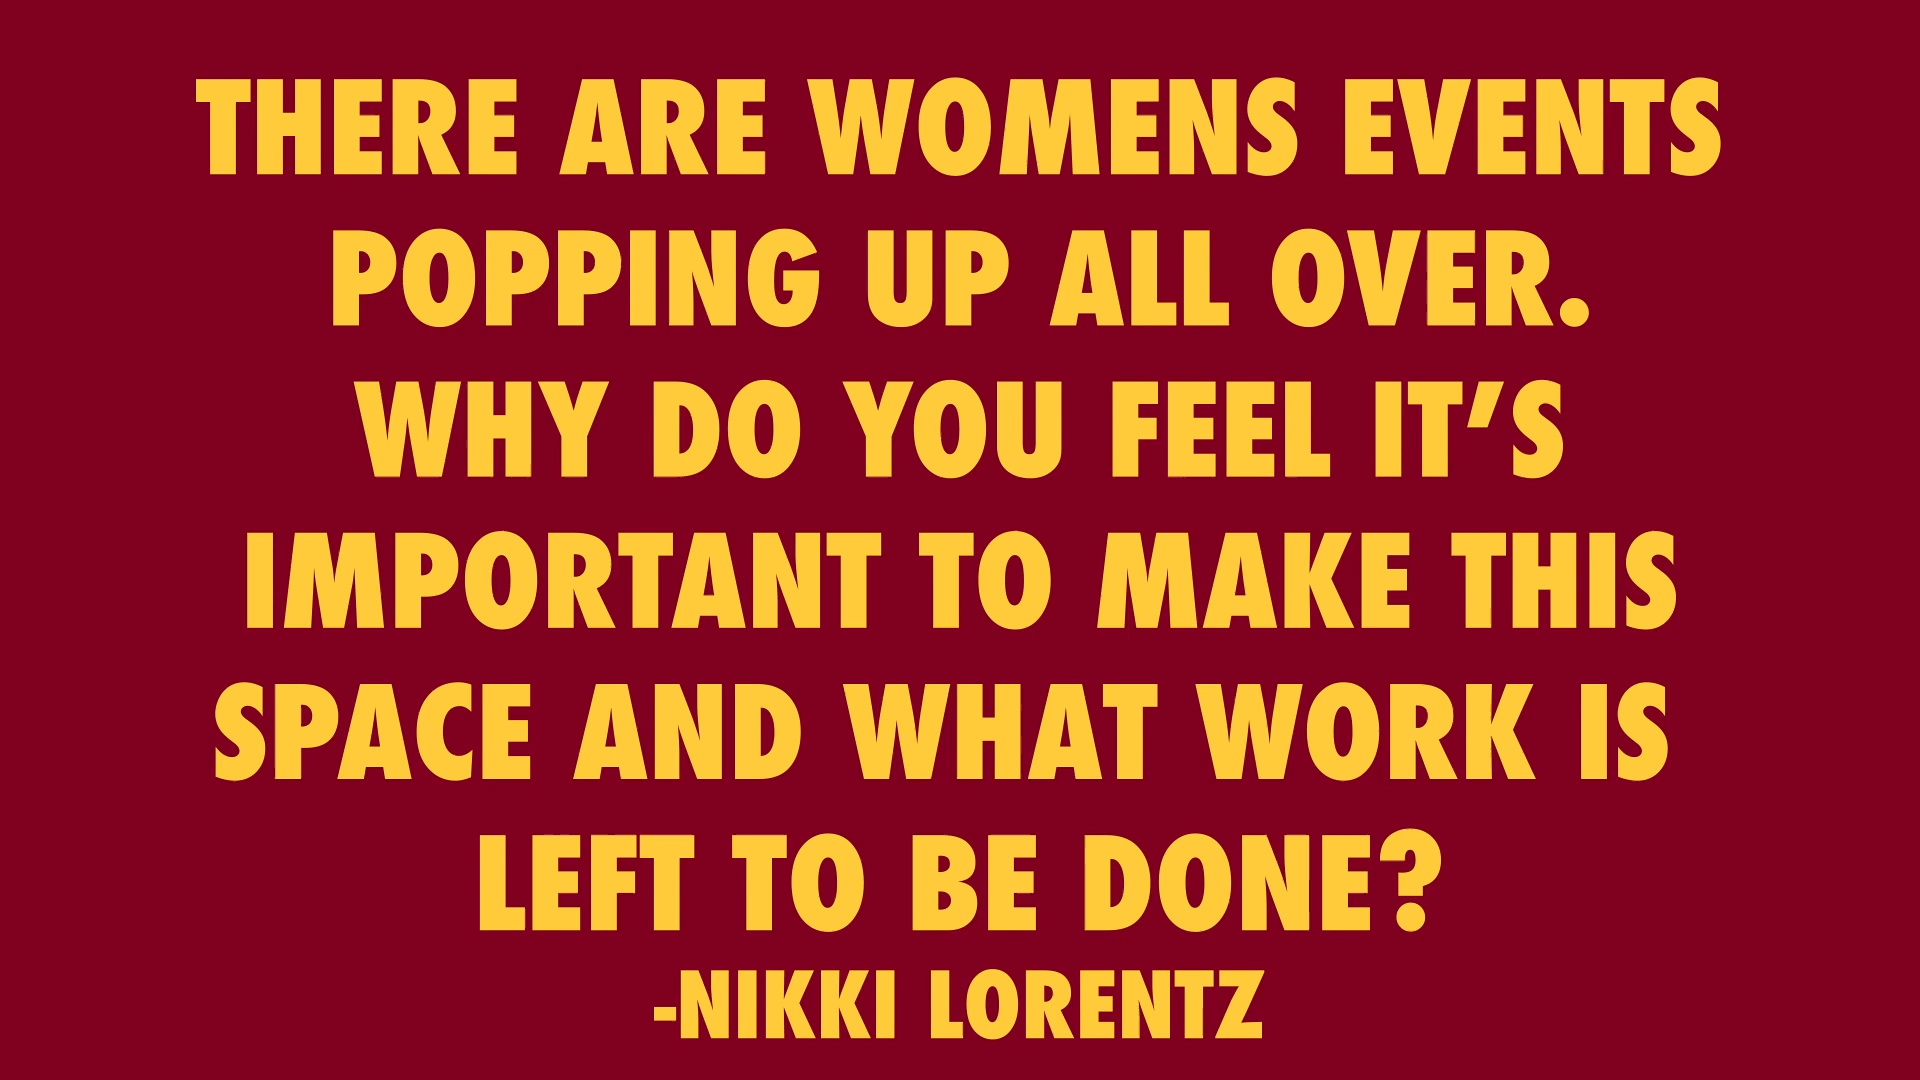 THERE ARE WOMENS EVENTS
POPPING UP ALL OVER.
WHY DO YOU FEEL IT’S
IMPORTANT TO MAKE THIS
SPACE AND WHAT WORK IS
LEFT TO BE DONE?
-NIKKI LORENTZ